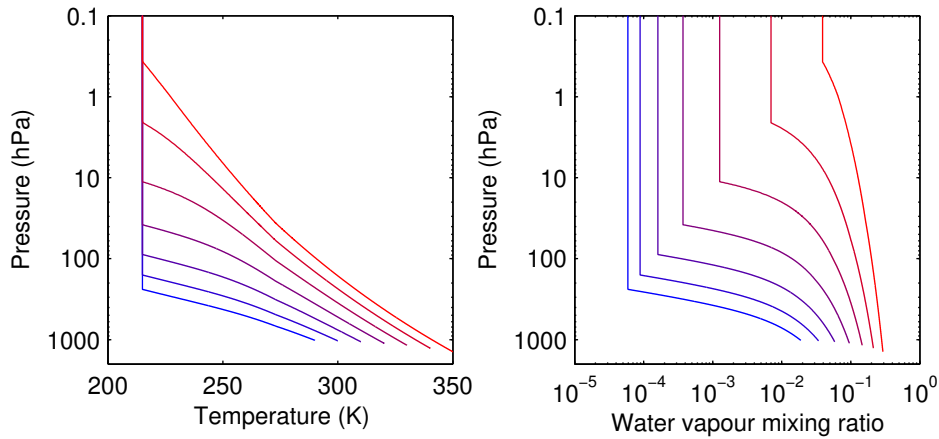 0.1
1
10
100
1000
Pressure (hPa)
200 250 300 350
Temperature (K)
0.1
1
10
100
1000
Pressure (hPa)
10⁻⁵ 10⁻⁴ 10⁻³ 10⁻² 10⁻¹ 10⁰
Water vapour mixing ratio